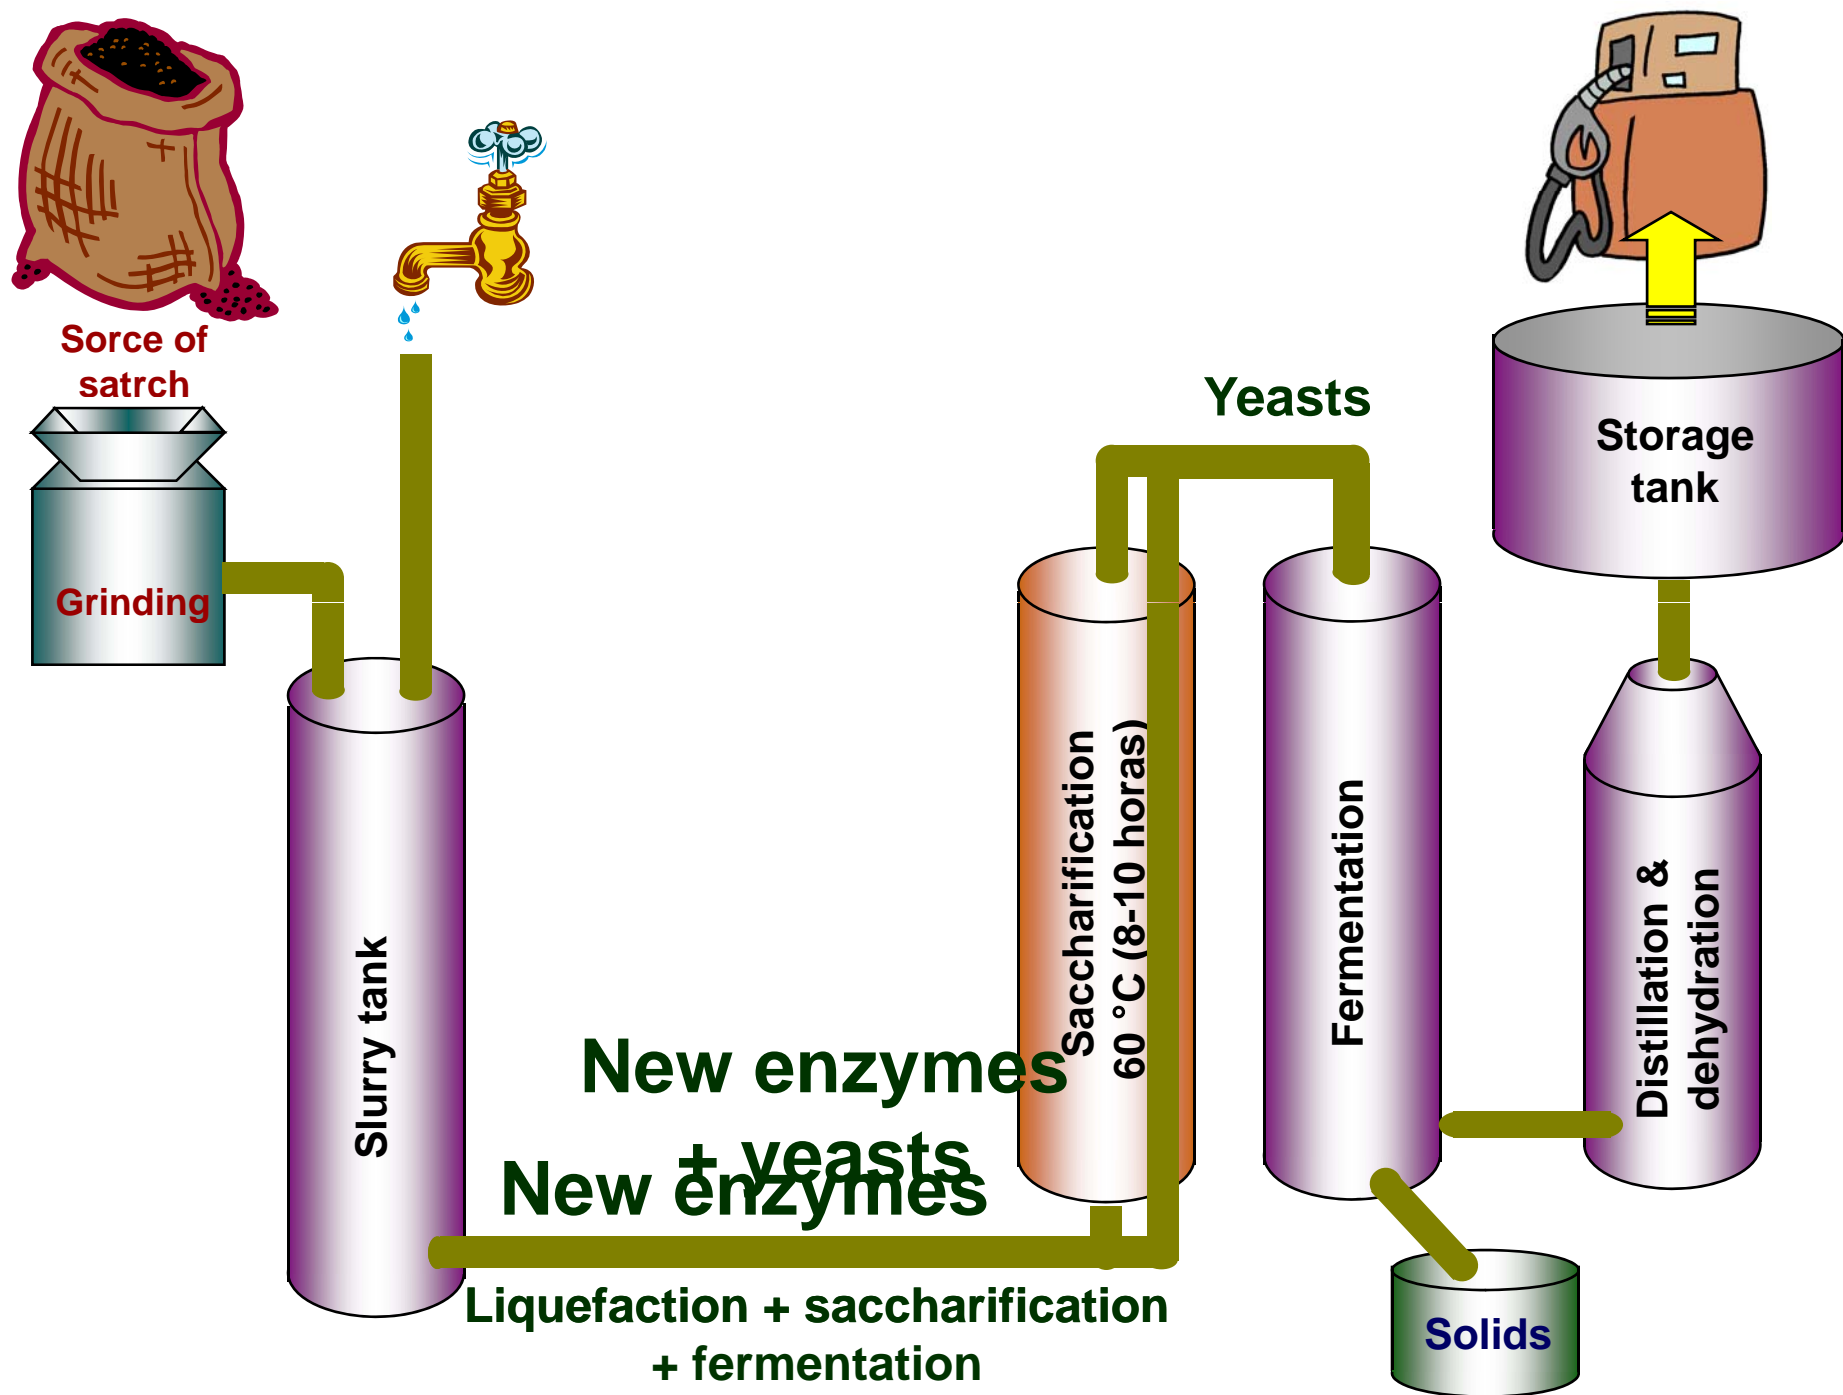 Sorce of
satrch
Grinding
Slurry tank
New enzymes
+ yeasts
New enzymes
Liquefaction + saccharification
+ fermentation
Saccharification
60 °C (8-10 horas)
Yeasts
Fermentation
Solids
Distillation &
dehydration
Storage
tank